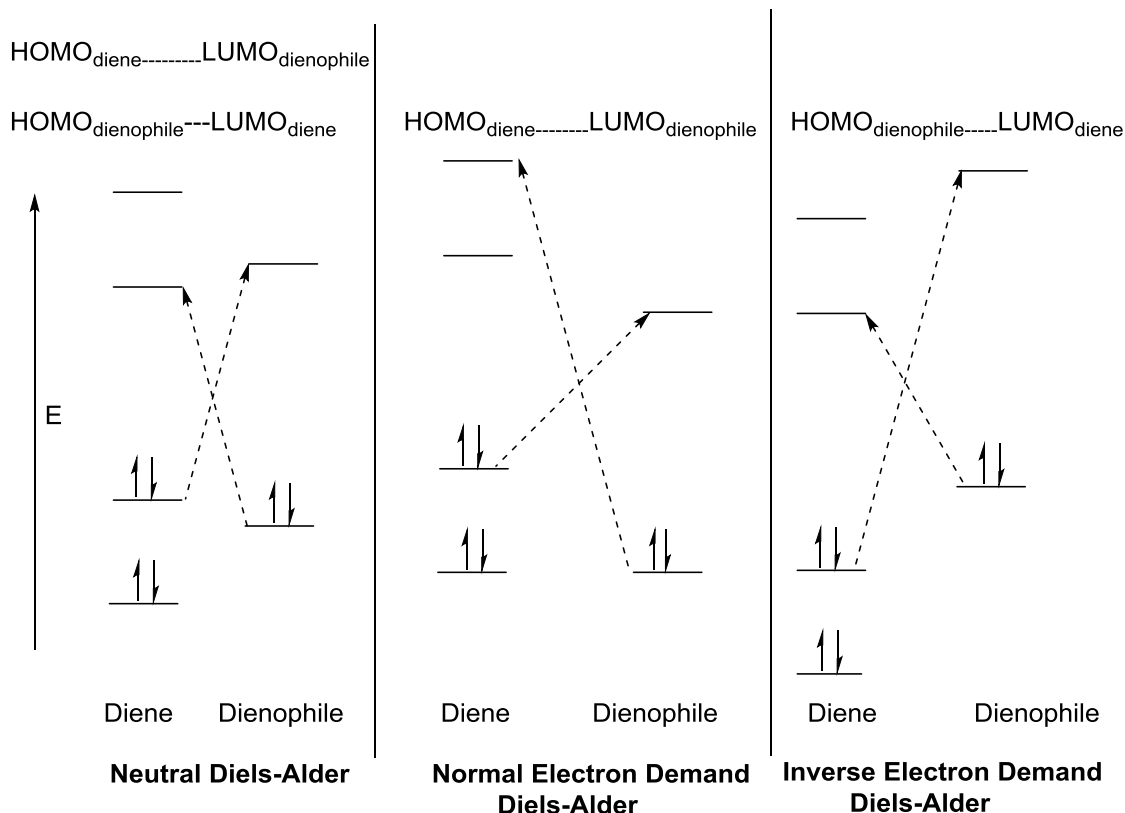 HOMOdiene---------LUMOdienophile
HOMOdienophile---LUMOdiene
E
Diene Dienophile
Neutral Diels-Alder
HOMOdiene--------LUMOdienophile
Diene Dienophile
Normal Electron Demand
Diels-Alder
HOMOdienophile-----LUMOdiene
Diene Dienophile
Inverse Electron Demand
Diels-Alder